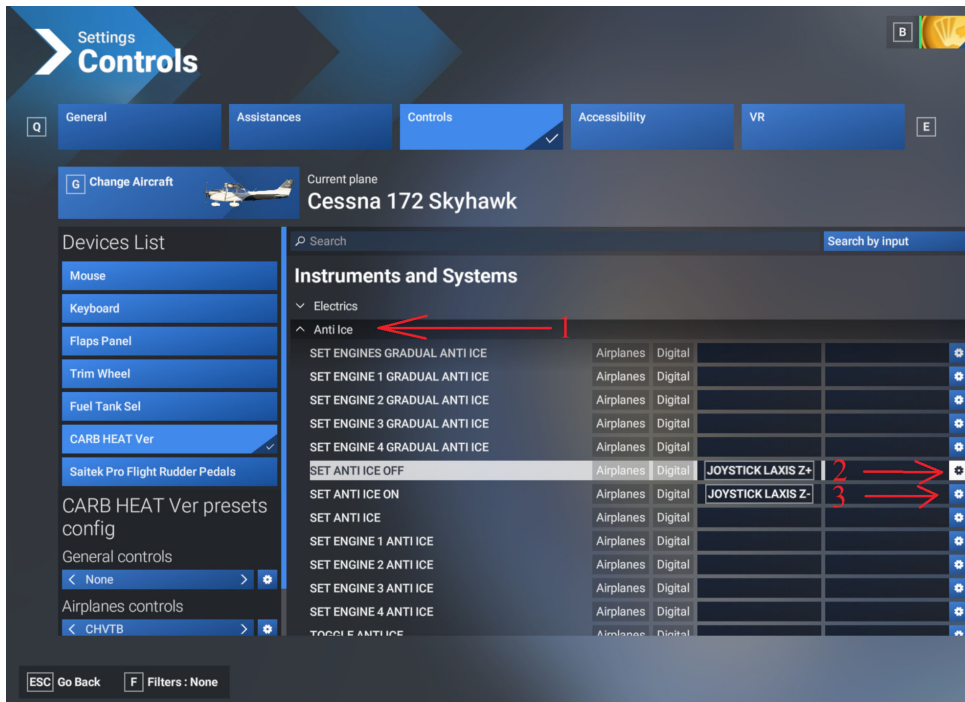 Settings
Controls
B
Q
General
Assistances
Controls
Accessibility
VR
E
G Change Aircraft
Current plane
Cessna 172 Skyhawk
Devices List
Mouse
Keyboard
Flaps Panel
Trim Wheel
Fuel Tank Sel
CARB HEAT Ver
Saitek Pro Flight Rudder Pedals
CARB HEAT Ver presets
config
General controls
< None >
Airplanes controls
< CHVTB >
Search
Search by input
Instruments and Systems
Electrics
Anti Ice 1
SET ENGINES GRADUAL ANTI ICE Airplanes Digital
SET ENGINE 1 GRADUAL ANTI ICE Airplanes Digital
SET ENGINE 2 GRADUAL ANTI ICE Airplanes Digital
SET ENGINE 3 GRADUAL ANTI ICE Airplanes Digital
SET ENGINE 4 GRADUAL ANTI ICE Airplanes Digital
SET ANTI ICE OFF Airplanes Digital JOYSTICK LAXIS Z+ 2
SET ANTI ICE ON Airplanes Digital JOYSTICK LAXIS Z- 3
SET ANTI ICE Airplanes Digital
SET ENGINE 1 ANTI ICE Airplanes Digital
SET ENGINE 2 ANTI ICE Airplanes Digital
SET ENGINE 3 ANTI ICE Airplanes Digital
SET ENGINE 4 ANTI ICE Airplanes Digital
TOGGLE ANTI ICE Airplanes Digital
ESC Go Back F Filters : None